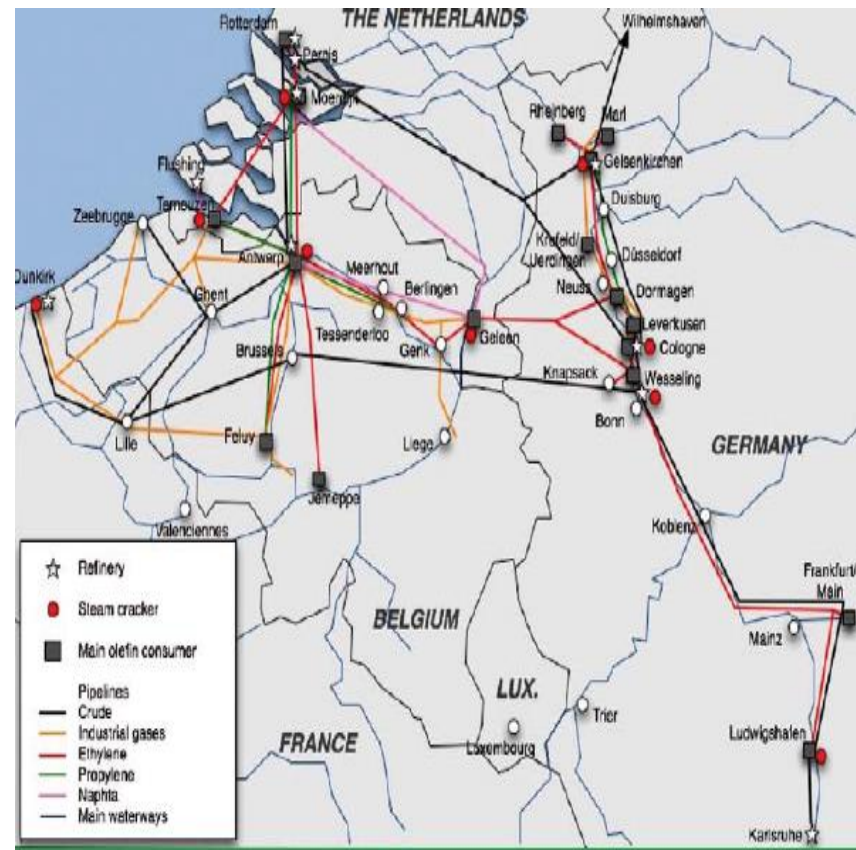 THE NETHERLANDS
Rotterdam
Wilhelmshaven
Pernis
Moerdijk
Rheinberg
Marl
Gelsenkirchen
Flushing
Terneuzen
Zeebrugge
Duisburg
Krefeld/
Uerdingen
Düsseldorf
Antwerp
Meerhout
Dunkirk
Ghent
Berlingen
Neuss
Dormagen
Tessenderloo
Leverkusen
Brussels
Genk
Geleen
Cologne
Knapsack
Wesseling
Bonn
Lille
Feluy
Liege
GERMANY
Jemeppe
Valenciennes
Koblenz
Frankfurt/
Main
BELGIUM
Mainz
LUX.
Trier
Luxembourg
FRANCE
Ludwigshafen
Karlsruhe
Refinery
Steam cracker
Main olefin consumer
Pipelines
Crude
Industrial gases
Ethylene
Propylene
Naphta
Main waterways